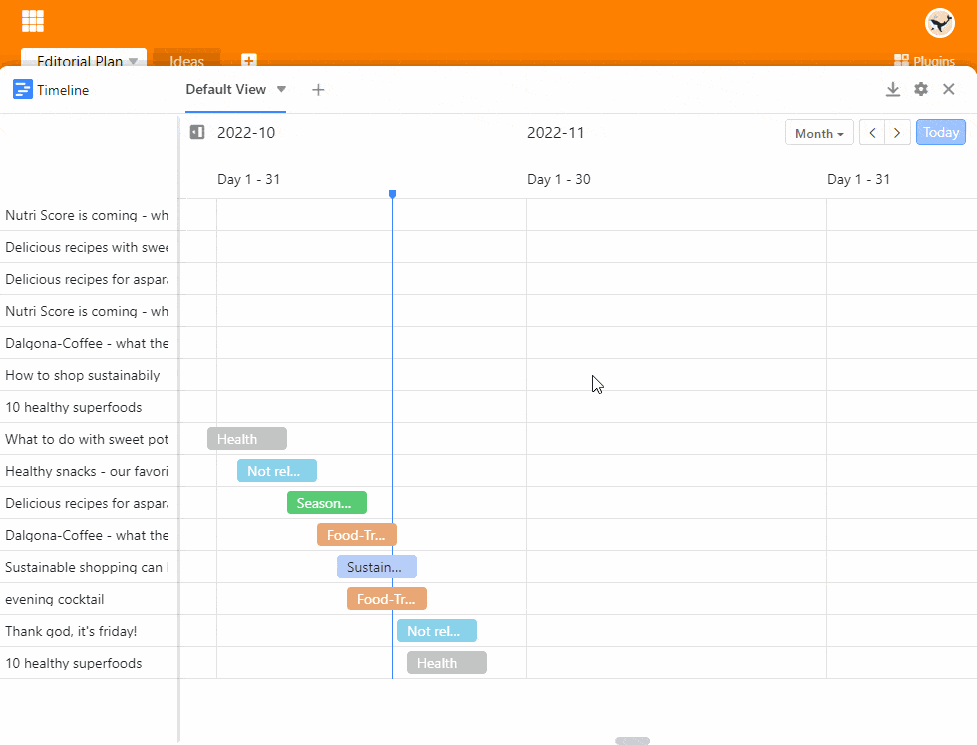 Editorial Plan Ideas
Plugins
Timeline Default View
2022-10 2022-11 Month Today
Day 1 - 31 Day 1 - 30 Day 1 - 31
Nutri Score is coming - wh
Delicious recipes with swee
Delicious recipes for aspar
Nutri Score is coming - wh
Dalgona-Coffee - what the
How to shop sustainabily
10 healthy superfoods
What to do with sweet pot Health
Healthy snacks - our favori Not rel...
Delicious recipes for aspar Season...
Dalgona-Coffee - what the Food-Tr...
Sustainable shopping can Sustain...
evening cocktail Food-Tr...
Thank god, it's friday! Not rel...
10 healthy superfoods Health